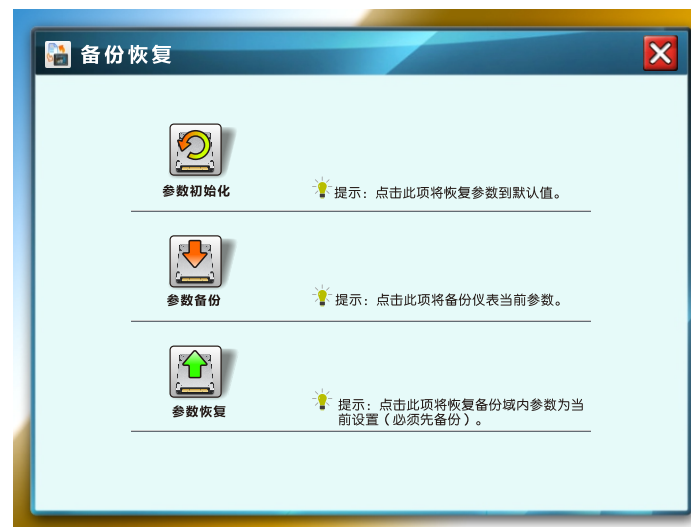 备份恢复
参数初始化
提示：点击此项将恢复参数到默认值。
参数备份
提示：点击此项将备份仪表当前参数。
参数恢复
提示：点击此项将恢复备份域内参数为当
前设置（必须先备份）。